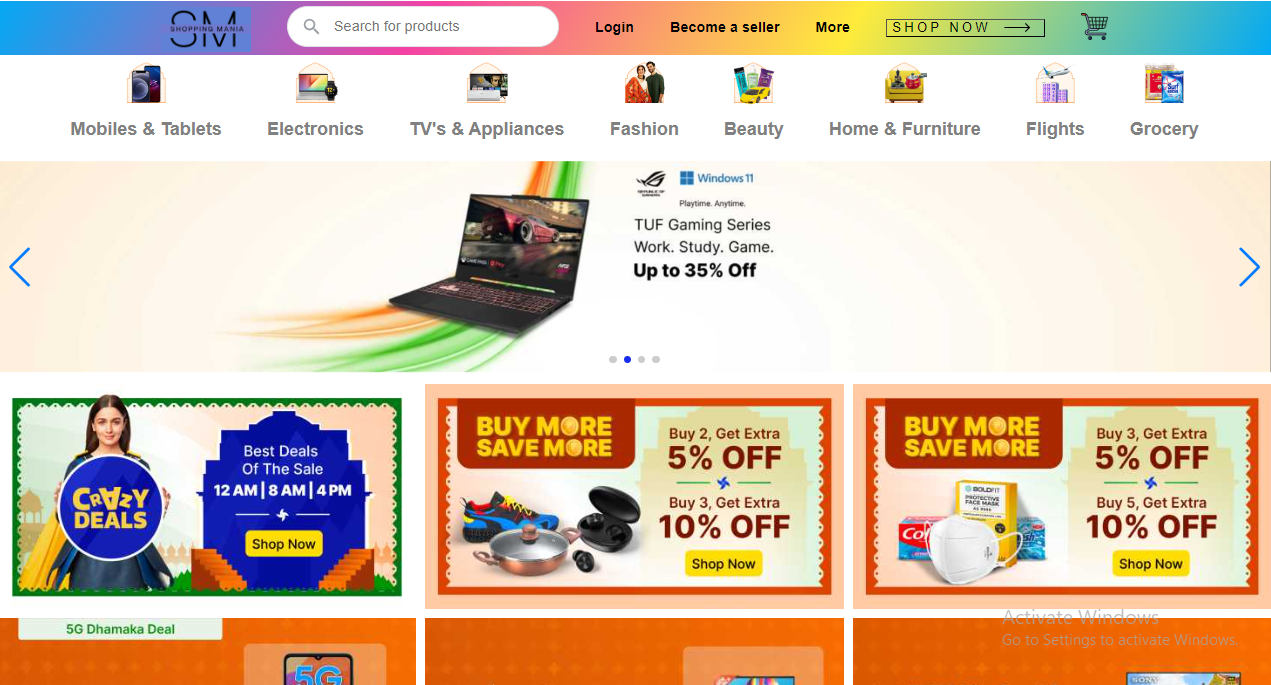 SM
SHOPPING MANIA
Search for products
Login
Become a seller
More
SHOP NOW
Mobiles & Tablets
Electronics
TV's & Appliances
Fashion
Beauty
Home & Furniture
Flights
Grocery
Windows 11
Playtime. Anytime.
TUF Gaming Series
Work. Study. Game.
Up to 35% Off
CRAZY
DEALS
Best Deals
Of The Sale
12 AM | 8 AM | 4 PM
Shop Now
BUY MORE
SAVE MORE
Buy 2, Get Extra
5% OFF
Buy 3, Get Extra
10% OFF
Shop Now
BUY MORE
SAVE MORE
BOLDFIT
PROTECTIVE
FACE MASK
Buy 3, Get Extra
5% OFF
Buy 5, Get Extra
10% OFF
Shop Now
Activate Windows
Go to Settings to activate Windows.
5G Dhamaka Deal
5G
SONY